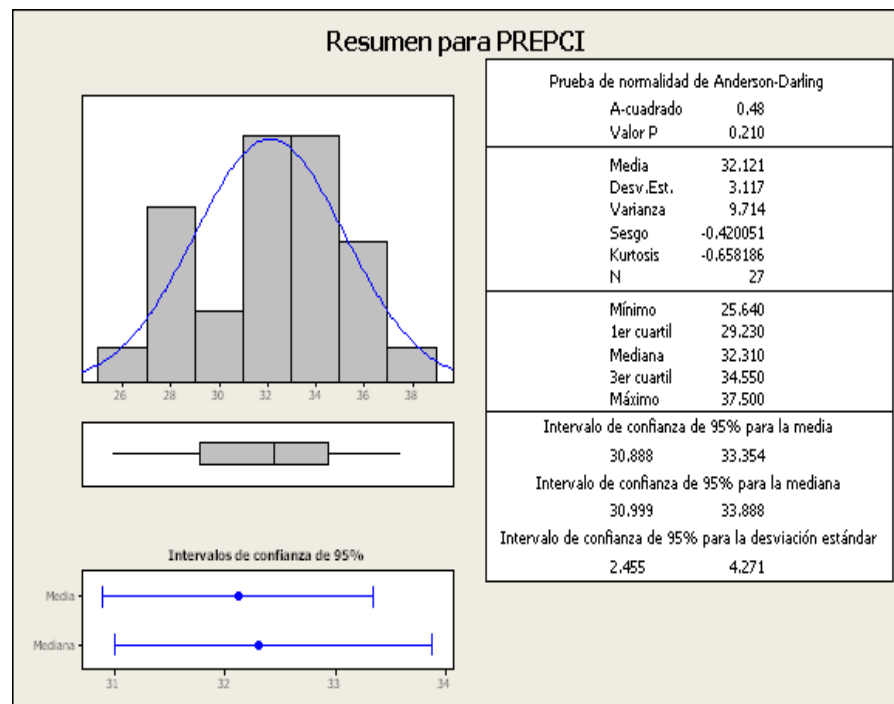 Resumen para PREPCI
26 28 30 32 34 36 38
Intervalos de confianza de 95%
Media
Mediana
31 32 33 34
Prueba de normalidad de Anderson-Darling
A-cuadrado 0.48
Valor P 0.210
Media 32.121
Desv.Est. 3.117
Varianza 9.714
Sesgo -0.420051
Kurtosis -0.658186
N 27
Mínimo 25.640
1er cuartil 29.230
Mediana 32.310
3er cuartil 34.550
Máximo 37.500
Intervalo de confianza de 95% para la media
30.888 33.354
Intervalo de confianza de 95% para la mediana
30.999 33.888
Intervalo de confianza de 95% para la desviación estándar
2.455 4.271